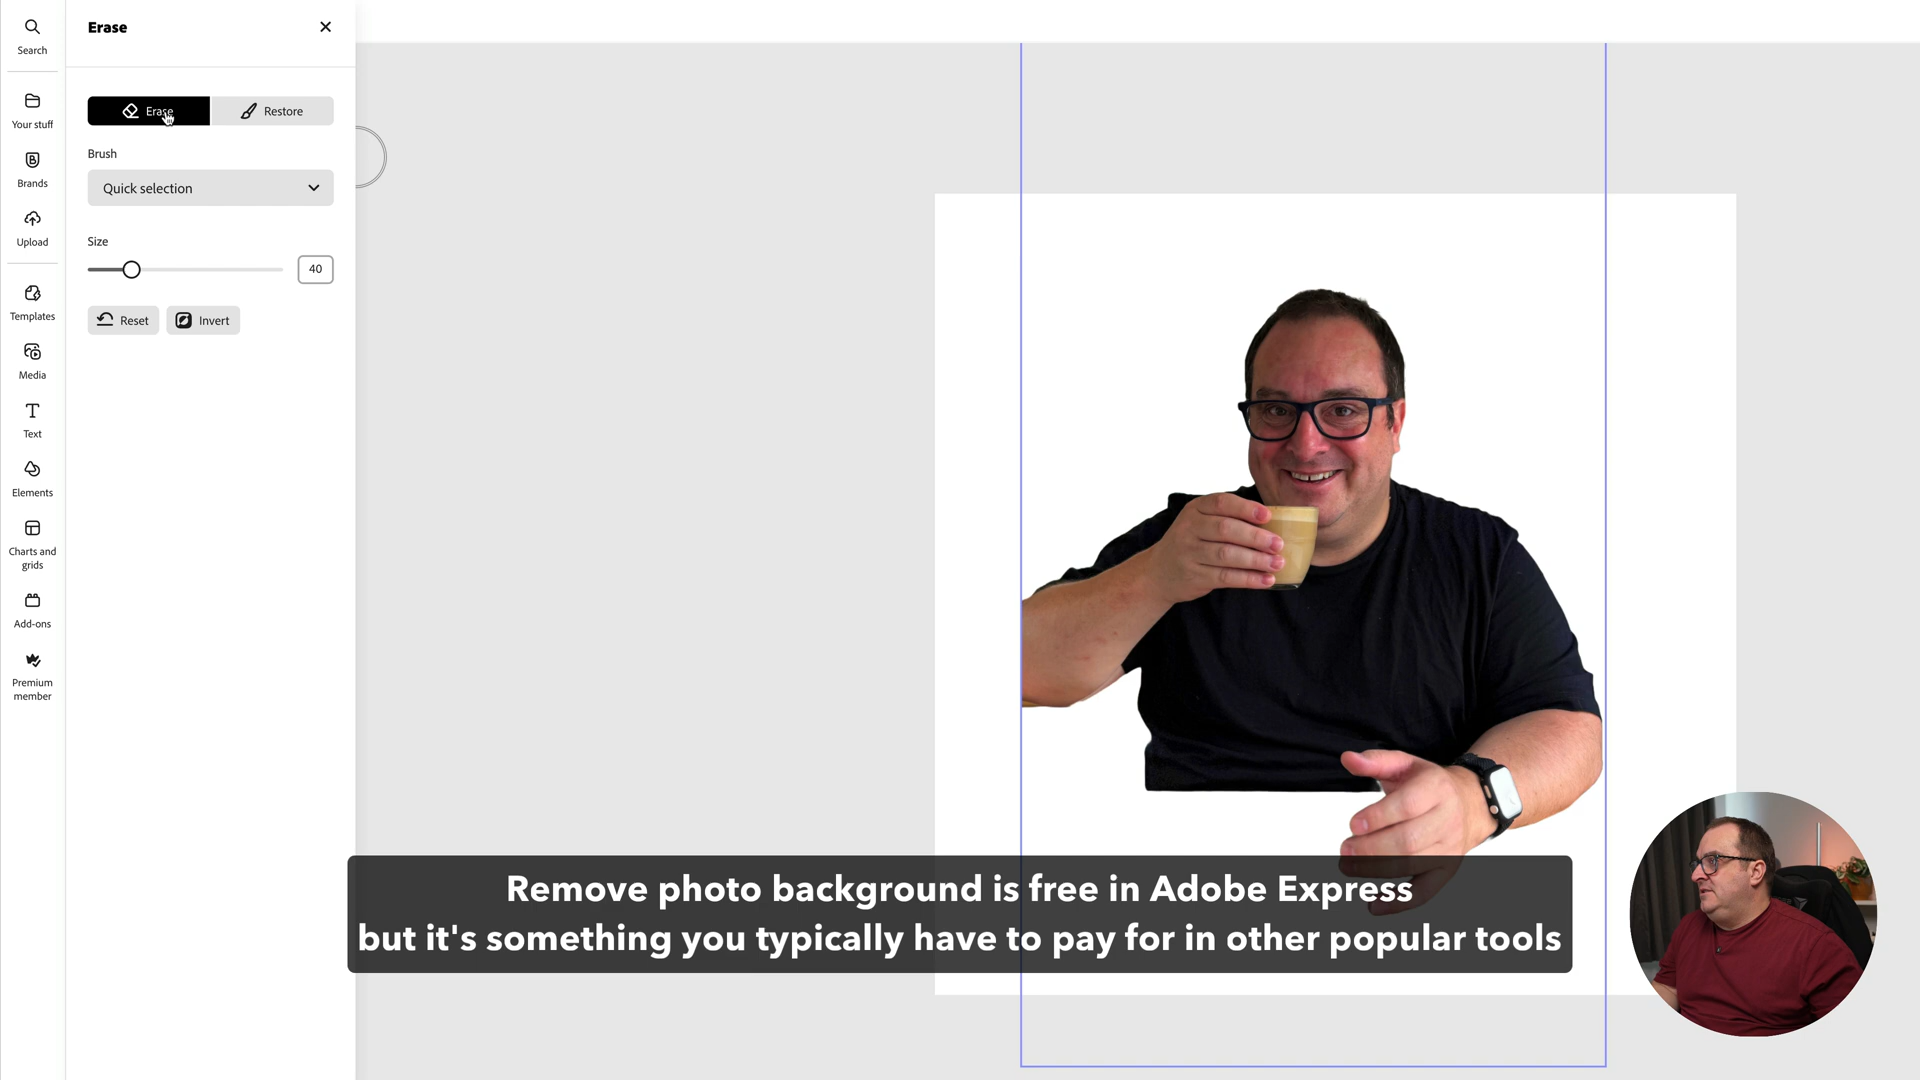 Search
Your stuff
Brands
Upload
Templates
Media
Text
Elements
Charts and
grids
Add-ons
Premium
member
Erase
Erase
Restore
Brush
Quick selection
Size
40
Reset
Invert
Remove photo background is free in Adobe Express
but it's something you typically have to pay for in other popular tools